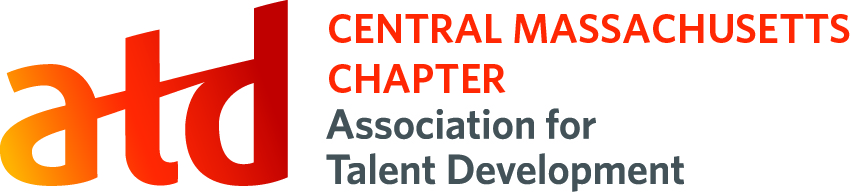 atd
CENTRAL MASSACHUSETTS
CHAPTER
Association for
Talent Development